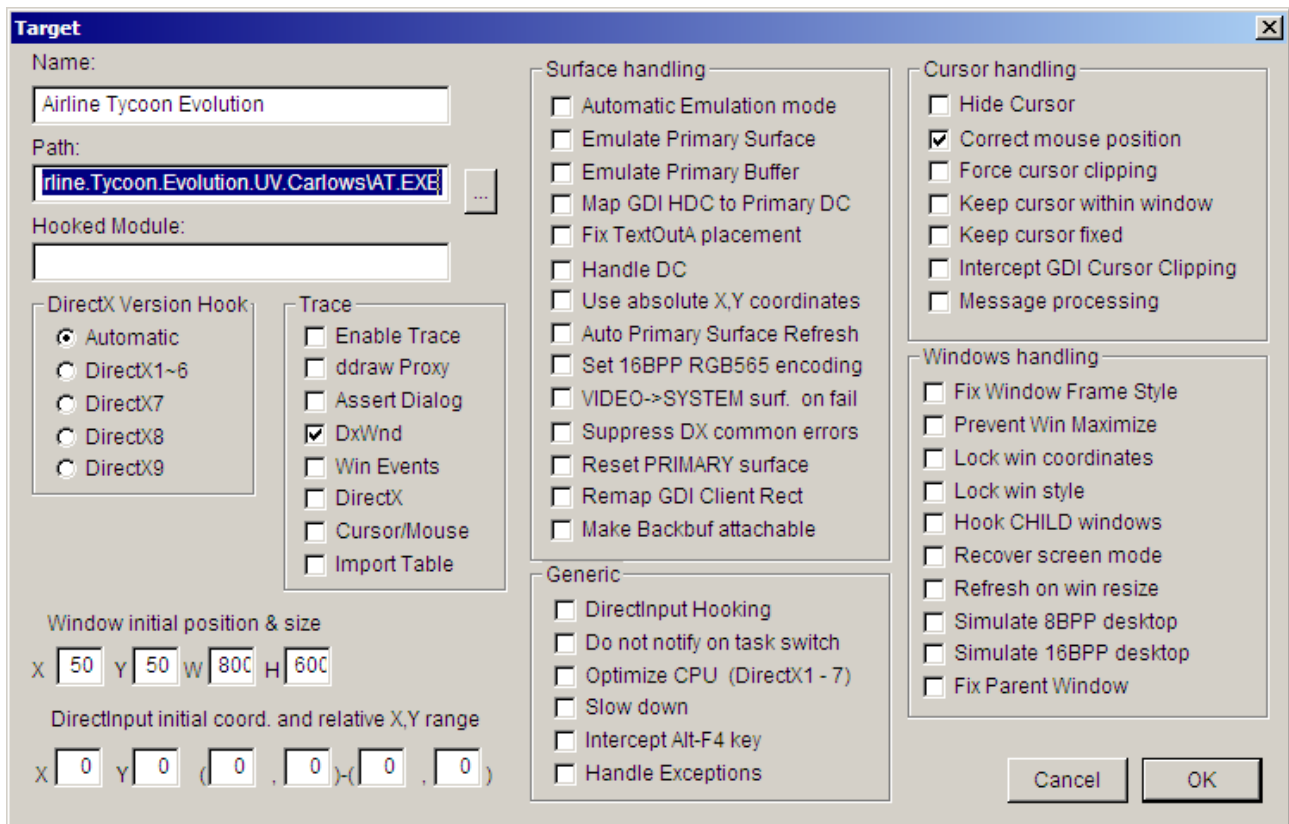 Target
Name:
Airline Tycoon Evolution
Path:
rline.Tycoon.Evolution.UV.Carlows\AT.EXE
...
Hooked Module:
DirectX Version Hook
Automatic
DirectX1~6
DirectX7
DirectX8
DirectX9
Trace
Enable Trace
ddraw Proxy
Assert Dialog
DxWnd
Win Events
DirectX
Cursor/Mouse
Import Table
Window initial position & size
X 50 Y 50 W 800 H 600
DirectInput initial coord. and relative X,Y range
X 0 Y 0 ( 0 , 0 )-( 0 , 0 )
Surface handling
Automatic Emulation mode
Emulate Primary Surface
Emulate Primary Buffer
Map GDI HDC to Primary DC
Fix TextOutA placement
Handle DC
Use absolute X,Y coordinates
Auto Primary Surface Refresh
Set 16BPP RGB565 encoding
VIDEO->SYSTEM surf. on fail
Suppress DX common errors
Reset PRIMARY surface
Remap GDI Client Rect
Make Backbuf attachable
Generic
DirectInput Hooking
Do not notify on task switch
Optimize CPU (DirectX1 - 7)
Slow down
Intercept Alt-F4 key
Handle Exceptions
Cursor handling
Hide Cursor
Correct mouse position
Force cursor clipping
Keep cursor within window
Keep cursor fixed
Intercept GDI Cursor Clipping
Message processing
Windows handling
Fix Window Frame Style
Prevent Win Maximize
Lock win coordinates
Lock win style
Hook CHILD windows
Recover screen mode
Refresh on win resize
Simulate 8BPP desktop
Simulate 16BPP desktop
Fix Parent Window
Cancel OK